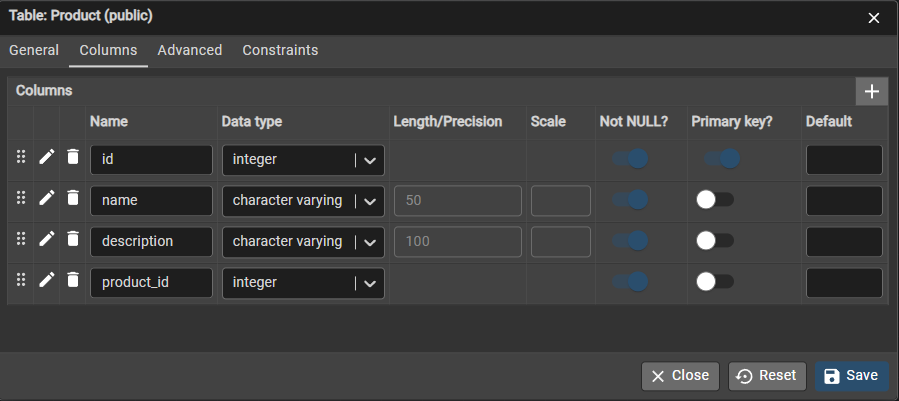 Table: Product (public)
General Columns Advanced Constraints
Columns
Name Data type Length/Precision Scale Not NULL? Primary key? Default
id integer
name character varying 50
description character varying 100
product_id integer
Close Reset Save